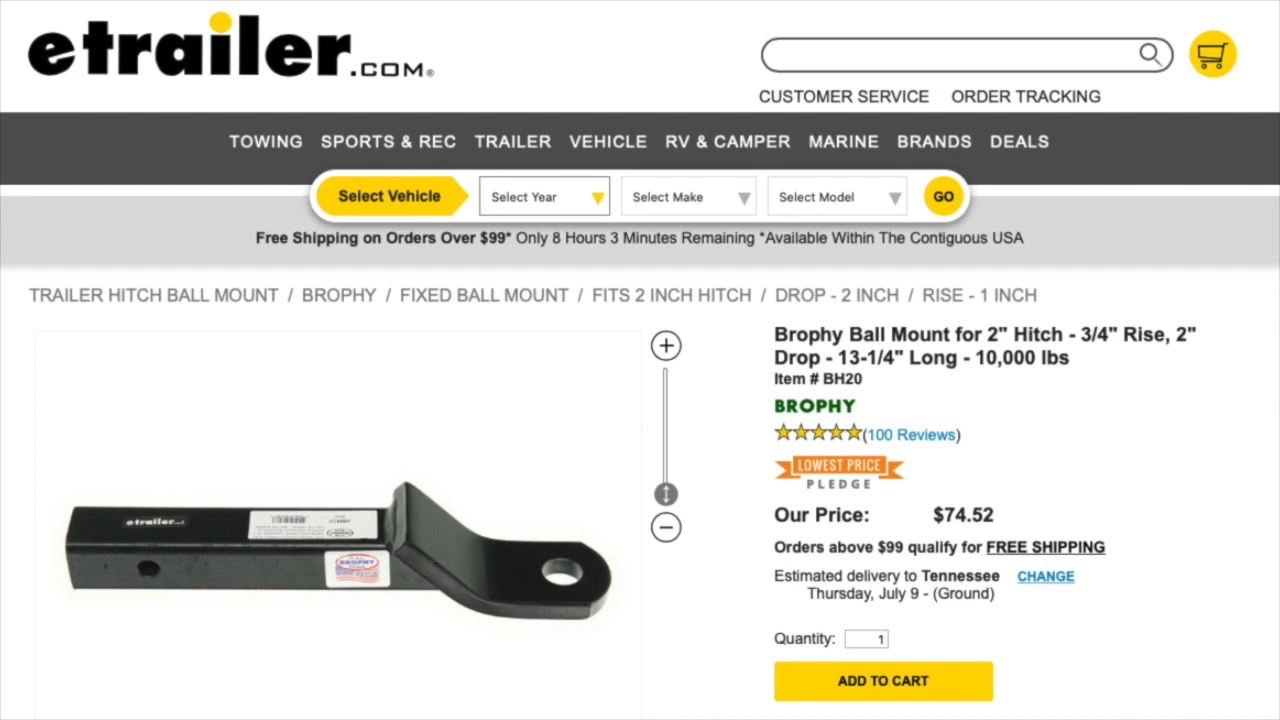 etrailer.COM®
CUSTOMER SERVICE ORDER TRACKING
TOWING SPORTS & REC TRAILER VEHICLE RV & CAMPER MARINE BRANDS DEALS
Select Vehicle Select Year Select Make Select Model GO
Free Shipping on Orders Over $99* Only 8 Hours 3 Minutes Remaining *Available Within The Contiguous USA
TRAILER HITCH BALL MOUNT / BROPHY / FIXED BALL MOUNT / FITS 2 INCH HITCH / DROP - 2 INCH / RISE - 1 INCH
Brophy Ball Mount for 2" Hitch - 3/4" Rise, 2"
Drop - 13-1/4" Long - 10,000 lbs
Item # BH20
BROPHY
(100 Reviews)
LOWEST PRICE
PLEDGE
Our Price: $74.52
Orders above $99 qualify for FREE SHIPPING
Estimated delivery to Tennessee CHANGE
Thursday, July 9 - (Ground)
Quantity: 1
ADD TO CART
etrailer
BROPHY